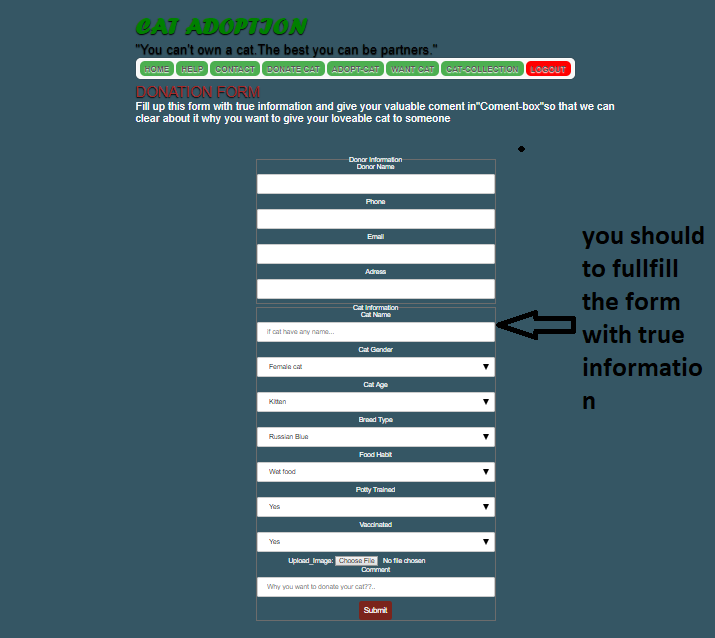 CAT ADOPTION
"You can't own a cat.The best you can be partners."
HOME HELP CONTACT DONATE CAT ADOPT-CAT WANT CAT CAT-COLLECTION LOGOUT
DONATION FORM
Fill up this form with true information and give your valuable coment in"Coment-box"so that we can
clear about it why you want to give your loveable cat to someone
Donor Information
Donor Name
Phone
Email
Adress
Cat Information
Cat Name
if cat have any name...
Cat Gender
Female cat
Cat Age
Kitten
Breed Type
Russian Blue
Food Habit
Wet food
Potty Trained
Yes
Vaccinated
Yes
Upload_Image: Choose File No file chosen
Comment
Why you want to donate your cat??..
Submit
you should
to fullfill
the form
with true
informatio
n